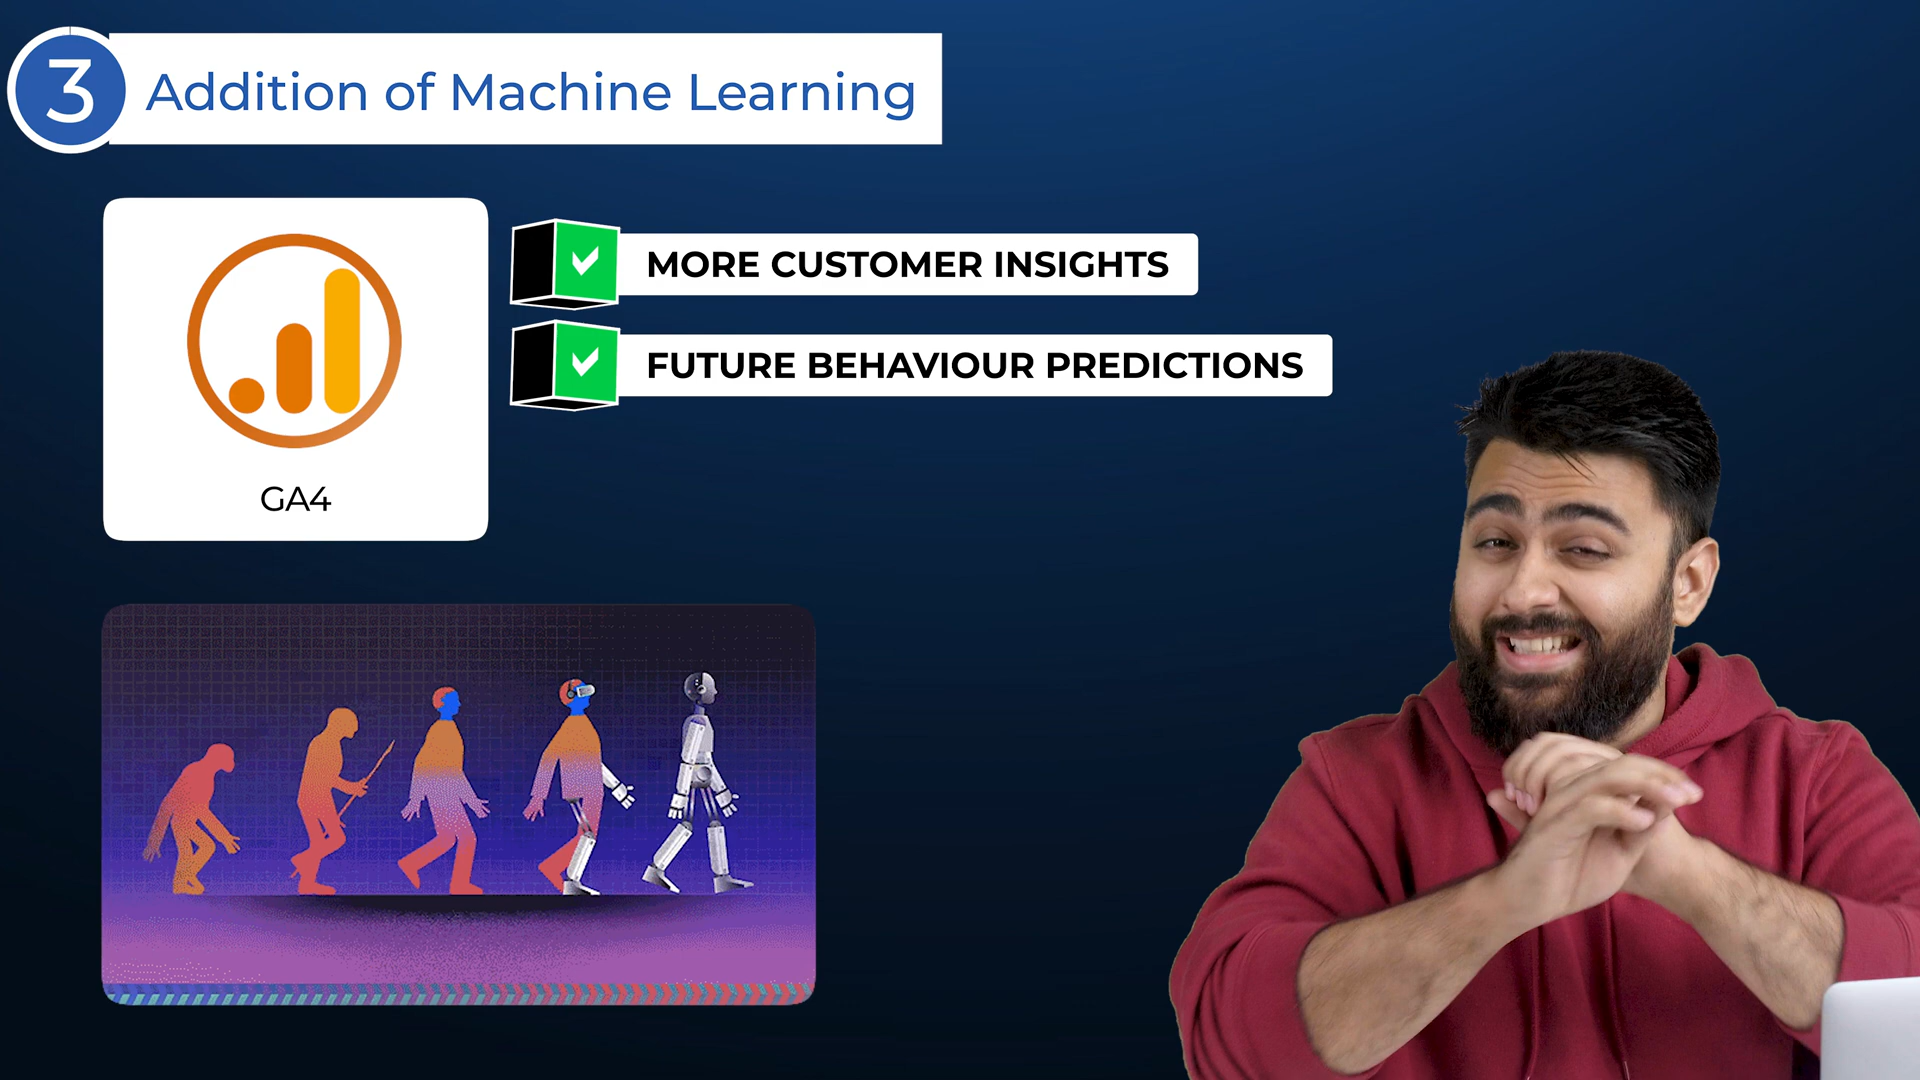 3
Addition of Machine Learning
MORE CUSTOMER INSIGHTS
FUTURE BEHAVIOUR PREDICTIONS
GA4